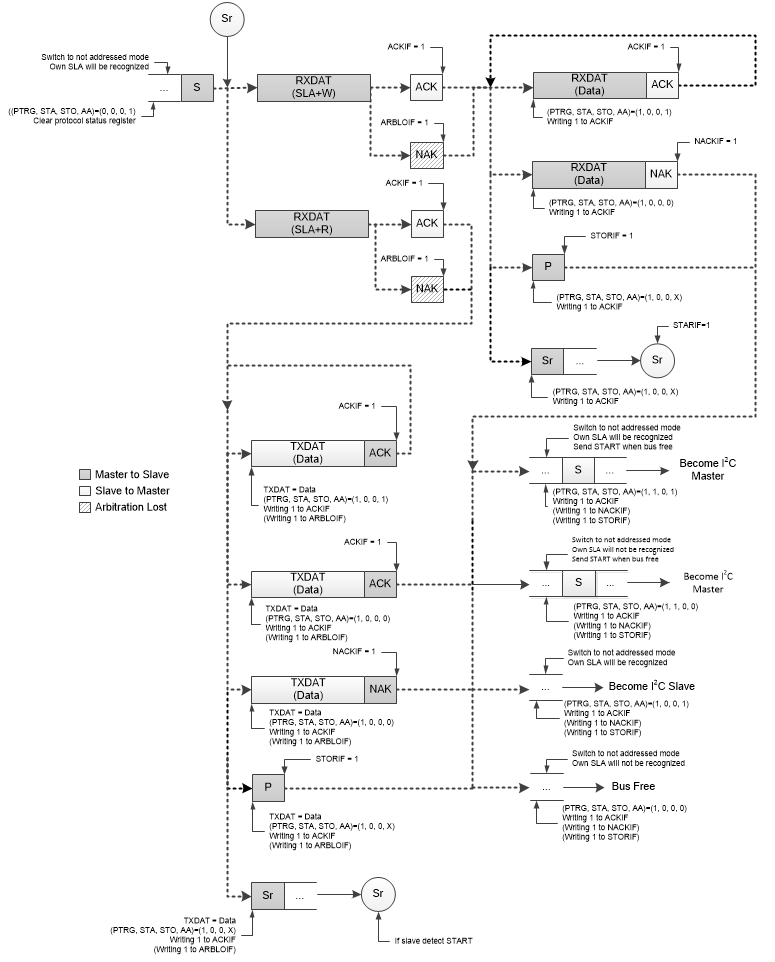 Sr
Switch to not addressed mode
Own SLA will be recognized
...
S
((PTRG, STA, STO, AA)=(0, 0, 0, 1)
Clear protocol status register
RXDAT
(SLA+W)
ACKIF = 1
ACK
ARBLOIF = 1
NAK
RXDAT
(SLA+R)
ACKIF = 1
ACK
ARBLOIF = 1
NAK
ACKIF = 1
RXDAT
(Data)
ACK
(PTRG, STA, STO, AA)=(1, 0, 0, 1)
Writing 1 to ACKIF
NACKIF = 1
RXDAT
(Data)
NAK
(PTRG, STA, STO, AA)=(1, 0, 0, 0)
Writing 1 to ACKIF
STORIF = 1
P
(PTRG, STA, STO, AA)=(1, 0, 0, X)
Writing 1 to ACKIF
STARIF=1
Sr
...
Sr
(PTRG, STA, STO, AA)=(1, 0, 0, X)
Writing 1 to ACKIF
ACKIF = 1
TXDAT
(Data)
ACK
TXDAT = Data
(PTRG, STA, STO, AA)=(1, 0, 0, 1)
Writing 1 to ACKIF
(Writing 1 to ARBLOIF)
Master to Slave
Slave to Master
Arbitration Lost
ACKIF = 1
TXDAT
(Data)
ACK
TXDAT = Data
(PTRG, STA, STO, AA)=(1, 0, 0, 0)
Writing 1 to ACKIF
(Writing 1 to ARBLOIF)
NACKIF = 1
TXDAT
(Data)
NAK
TXDAT = Data
(PTRG, STA, STO, AA)=(1, 0, 0, 0)
Writing 1 to ACKIF
(Writing 1 to ARBLOIF)
STORIF = 1
P
TXDAT = Data
(PTRG, STA, STO, AA)=(1, 0, 0, X)
Writing 1 to ACKIF
(Writing 1 to ARBLOIF)
Sr
...
Sr
TXDAT = Data
(PTRG, STA, STO, AA)=(1, 0, 0, X)
Writing 1 to ACKIF
(Writing 1 to ARBLOIF)
If slave detect START
Switch to not addressed mode
Own SLA will be recognized
Send START when bus free
...
S
...
Become I²C
Master
(PTRG, STA, STO, AA)=(1, 1, 0, 1)
Writing 1 to ACKIF
(Writing 1 to NACKIF)
(Writing 1 to STORIF)
Switch to not addressed mode
Own SLA will not be recognized
Send START when bus free
...
S
...
Become I²C
Master
(PTRG, STA, STO, AA)=(1, 1, 0, 0)
Writing 1 to ACKIF
(Writing 1 to NACKIF)
(Writing 1 to STORIF)
Switch to not addressed mode
Own SLA will be recognized
...
Become I²C Slave
(PTRG, STA, STO, AA)=(1, 0, 0, 1)
Writing 1 to ACKIF
(Writing 1 to NACKIF)
(Writing 1 to STORIF)
Switch to not addressed mode
Own SLA will not be recognized
...
Bus Free
(PTRG, STA, STO, AA)=(1, 0, 0, 0)
Writing 1 to ACKIF
(Writing 1 to NACKIF)
(Writing 1 to STORIF)